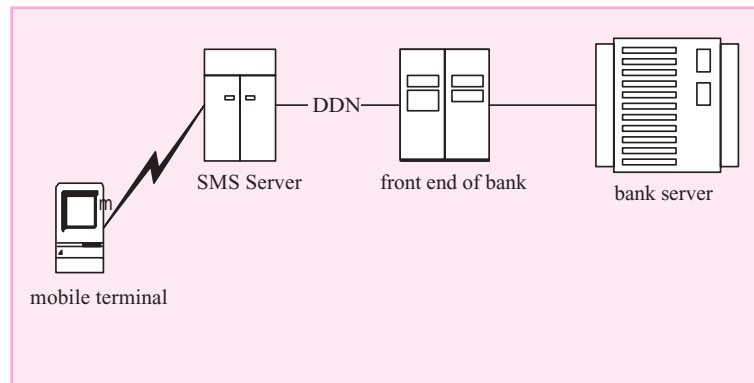 DDN
SMS Server
front end of bank
bank server
m
mobile terminal